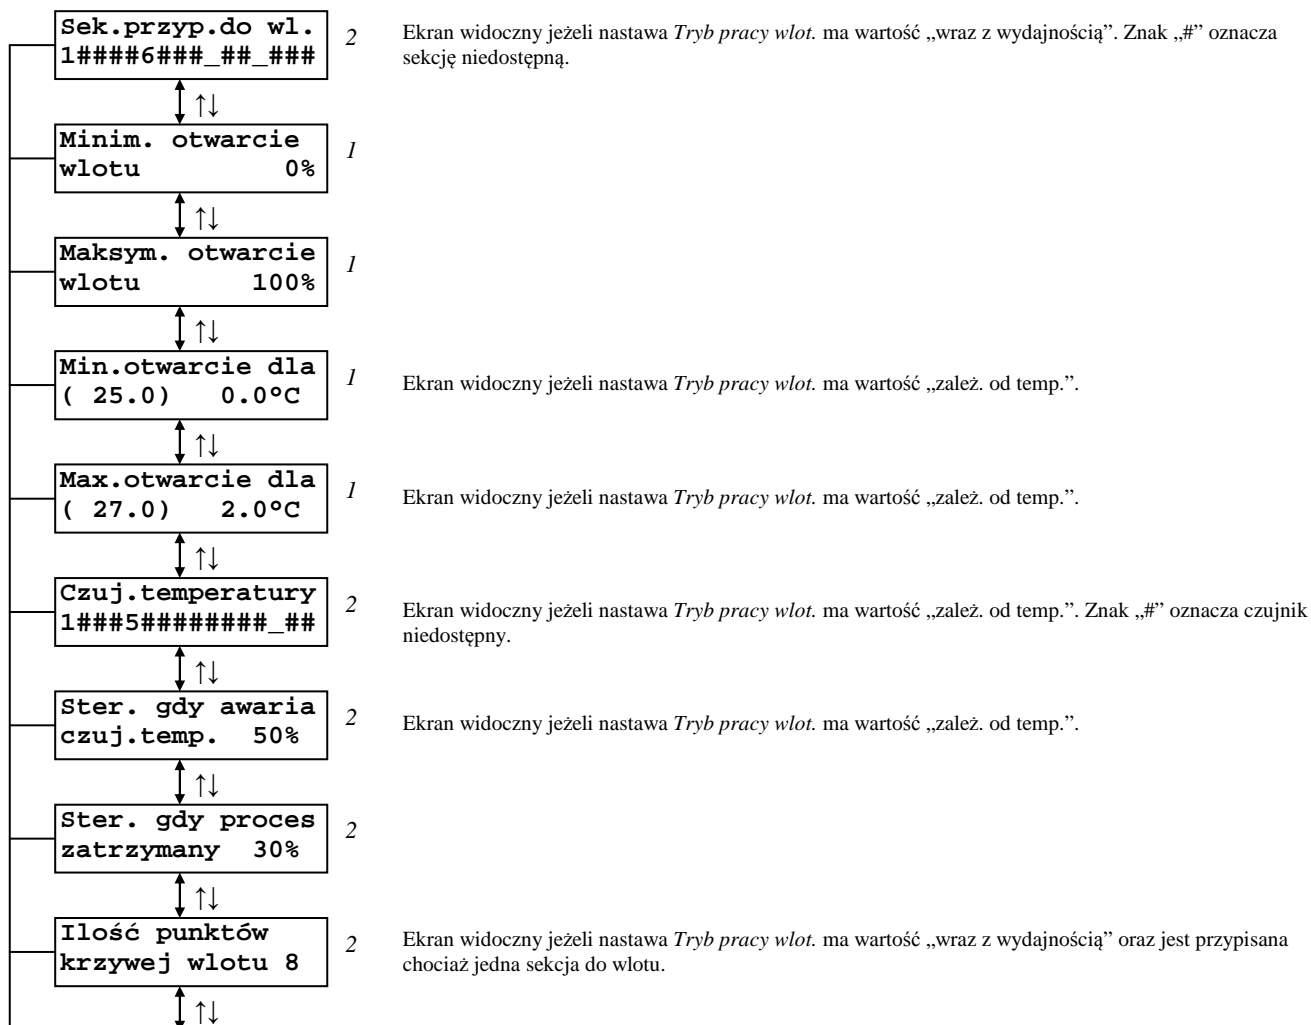 Sek.przyp.do wl.
1####6###_##_###
2
Ekran widoczny jeżeli nastawa Tryb pracy wlot. ma wartość „wraz z wydajnością”. Znak „#” oznacza
sekcję niedostępną.
↑↓
Minim. otwarcie
wlotu 0%
1
↑↓
Maksym. otwarcie
wlotu 100%
1
↑↓
Min.otwarcie dla
( 25.0) 0.0°C
1
Ekran widoczny jeżeli nastawa Tryb pracy wlot. ma wartość „zależ. od temp.”.
↑↓
Max.otwarcie dla
( 27.0) 2.0°C
1
Ekran widoczny jeżeli nastawa Tryb pracy wlot. ma wartość „zależ. od temp.”.
↑↓
Czuj.temperatury
1###5########_##
2
Ekran widoczny jeżeli nastawa Tryb pracy wlot. ma wartość „zależ. od temp.”. Znak „#” oznacza czujnik
niedostępny.
↑↓
Ster. gdy awaria
czuj.temp. 50%
2
Ekran widoczny jeżeli nastawa Tryb pracy wlot. ma wartość „zależ. od temp.”.
↑↓
Ster. gdy proces
zatrzymany 30%
2
↑↓
Ilość punktów
krzywej wlotu 8
2
Ekran widoczny jeżeli nastawa Tryb pracy wlot. ma wartość „wraz z wydajnością” oraz jest przypisana
chociaż jedna sekcja do wlotu.
↑↓